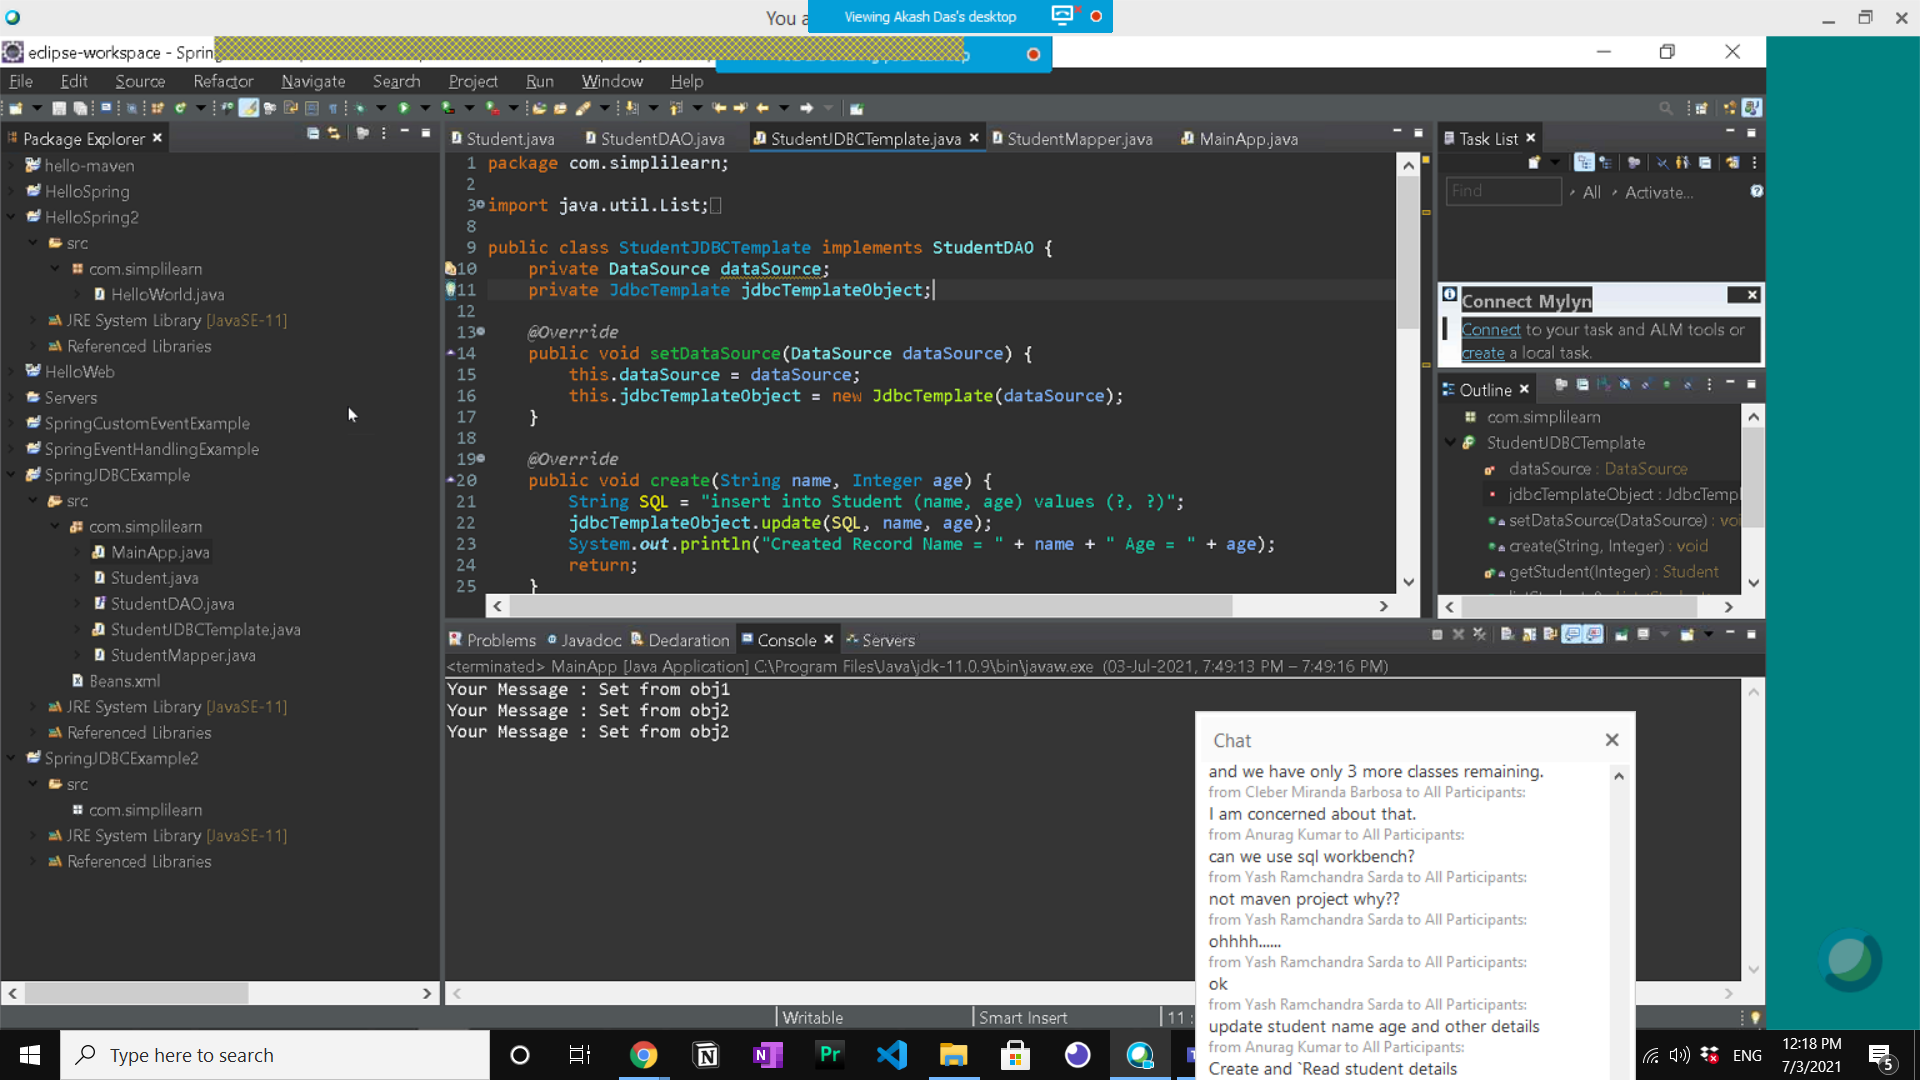 You a
Viewing Akash Das's desktop
eclipse-workspace - Spring
File Edit Source Refactor Navigate Search Project Run Window Help
Package Explorer
hello-maven
HelloSpring
HelloSpring2
src
com.simplilearn
HelloWorld.java
JRE System Library [JavaSE-11]
Referenced Libraries
HelloWeb
Servers
SpringCustomEventExample
SpringEventHandlingExample
SpringJDBCExample
src
com.simplilearn
MainApp.java
Student.java
StudentDAO.java
StudentJDBCTemplate.java
StudentMapper.java
Beans.xml
JRE System Library [JavaSE-11]
Referenced Libraries
SpringJDBCExample2
src
com.simplilearn
JRE System Library [JavaSE-11]
Referenced Libraries
Student.java StudentDAO.java StudentJDBCTemplate.java StudentMapper.java MainApp.java
1 package com.simplilearn;
2
3 import java.util.List;
8
9 public class StudentJDBCTemplate implements StudentDAO {
10 private DataSource dataSource;
11 private JdbcTemplate jdbcTemplateObject;
12
13 @Override
14 public void setDataSource(DataSource dataSource) {
15 this.dataSource = dataSource;
16 this.jdbcTemplateObject = new JdbcTemplate(dataSource);
17 }
18
19 @Override
20 public void create(String name, Integer age) {
21 String SQL = "insert into Student (name, age) values (?, ?)";
22 jdbcTemplateObject.update(SQL, name, age);
23 System.out.println("Created Record Name = " + name + " Age = " + age);
24 return;
25 }
Task List
Find All Activate...
Connect Mylyn
Connect to your task and ALM tools or
create a local task.
Outline
com.simplilearn
StudentJDBCTemplate
dataSource : DataSource
jdbcTemplateObject : JdbcTempl
setDataSource(DataSource) : voi
create(String, Integer) : void
getStudent(Integer) : Student
Problems Javadoc Declaration Console Servers
<terminated> MainApp [Java Application] C:\Program Files\Java\jdk-11.0.9\bin\javaw.exe (03-Jul-2021, 7:49:13 PM – 7:49:16 PM)
Your Message : Set from obj1
Your Message : Set from obj2
Your Message : Set from obj2
Chat
and we have only 3 more classes remaining.
from Cleber Miranda Barbosa to All Participants:
I am concerned about that.
from Anurag Kumar to All Participants:
can we use sql workbench?
from Yash Ramchandra Sarda to All Participants:
not maven project why??
from Yash Ramchandra Sarda to All Participants:
ohhhh......
from Yash Ramchandra Sarda to All Participants:
ok
from Yash Ramchandra Sarda to All Participants:
update student name age and other details
from Anurag Kumar to All Participants:
Create and `Read student details
Writable Smart Insert 11 :
Type here to search
Pr
ENG
12:18 PM
7/3/2021
5